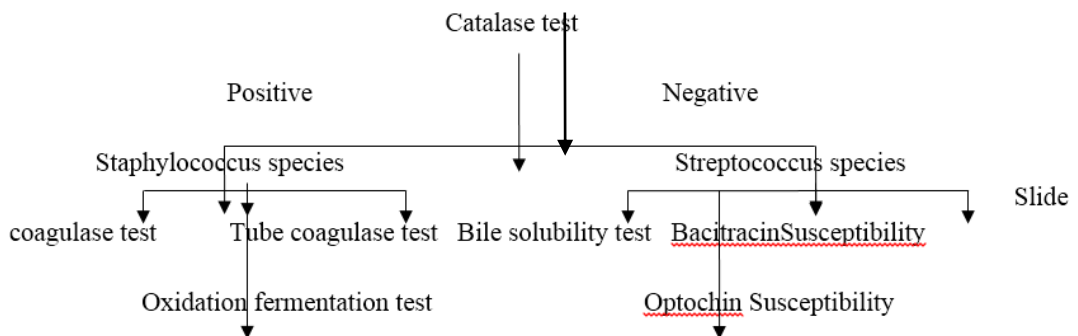 Catalase test
Positive Negative
Staphylococcus species Streptococcus species
Slide
coagulase test Tube coagulase test Bile solubility test BacitracinSusceptibility
Oxidation fermentation test Optochin Susceptibility